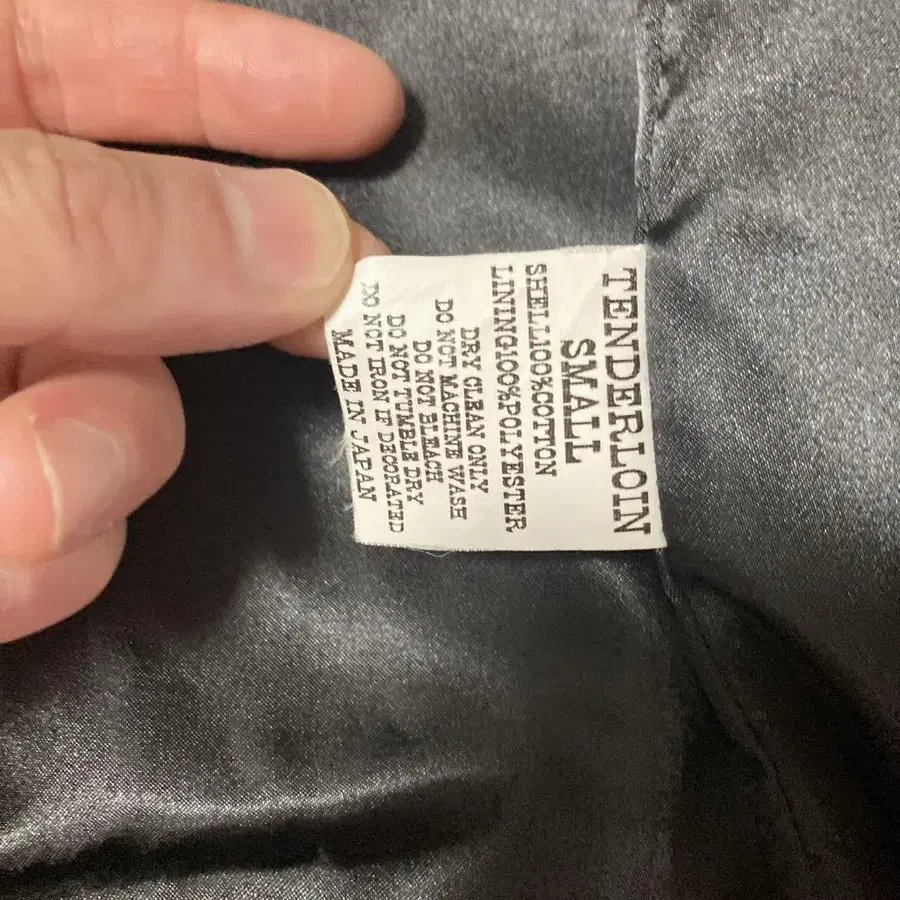 TENDERLOIN
SMALL
SHELL100%COTTON
LINING100%POLYESTER
DRY CLEAN ONLY
DO NOT MACHINE WASH
DO NOT BLEACH
DO NOT TUMBLE DRY
DO NOT IRON IF DECORATED
MADE IN JAPAN